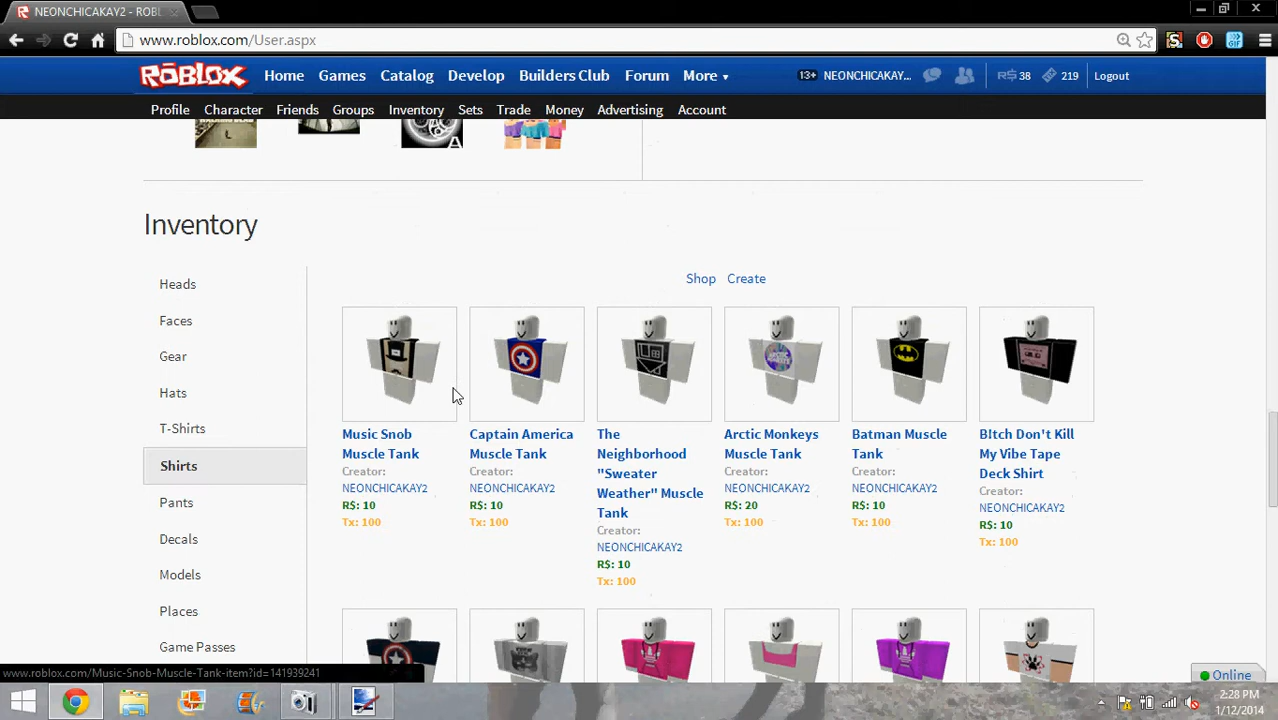 NEONCHICAKAY2 - ROBL
www.roblox.com/User.aspx
ROBLOX Home Games Catalog Develop Builders Club Forum More 13+ NEONCHICAKAY... R$ 38 219 Logout
Profile Character Friends Groups Inventory Sets Trade Money Advertising Account
Inventory
Heads
Faces
Gear
Hats
T-Shirts
Shirts
Pants
Decals
Models
Places
Game Passes
Shop Create
Music Snob
Muscle Tank
Creator:
NEONCHICAKAY2
R$: 10
Tx: 100
Captain America
Muscle Tank
Creator:
NEONCHICAKAY2
R$: 10
Tx: 100
The
Neighborhood
"Sweater
Weather" Muscle
Tank
Creator:
NEONCHICAKAY2
R$: 10
Tx: 100
Arctic Monkeys
Muscle Tank
Creator:
NEONCHICAKAY2
R$: 20
Tx: 100
Batman Muscle
Tank
Creator:
NEONCHICAKAY2
R$: 10
Tx: 100
B!tch Don't Kill
My Vibe Tape
Deck Shirt
Creator:
NEONCHICAKAY2
R$: 10
Tx: 100
www.roblox.com/Music-Snob-Muscle-Tank-item?id=141939241
Online
2:28 PM
1/12/2014